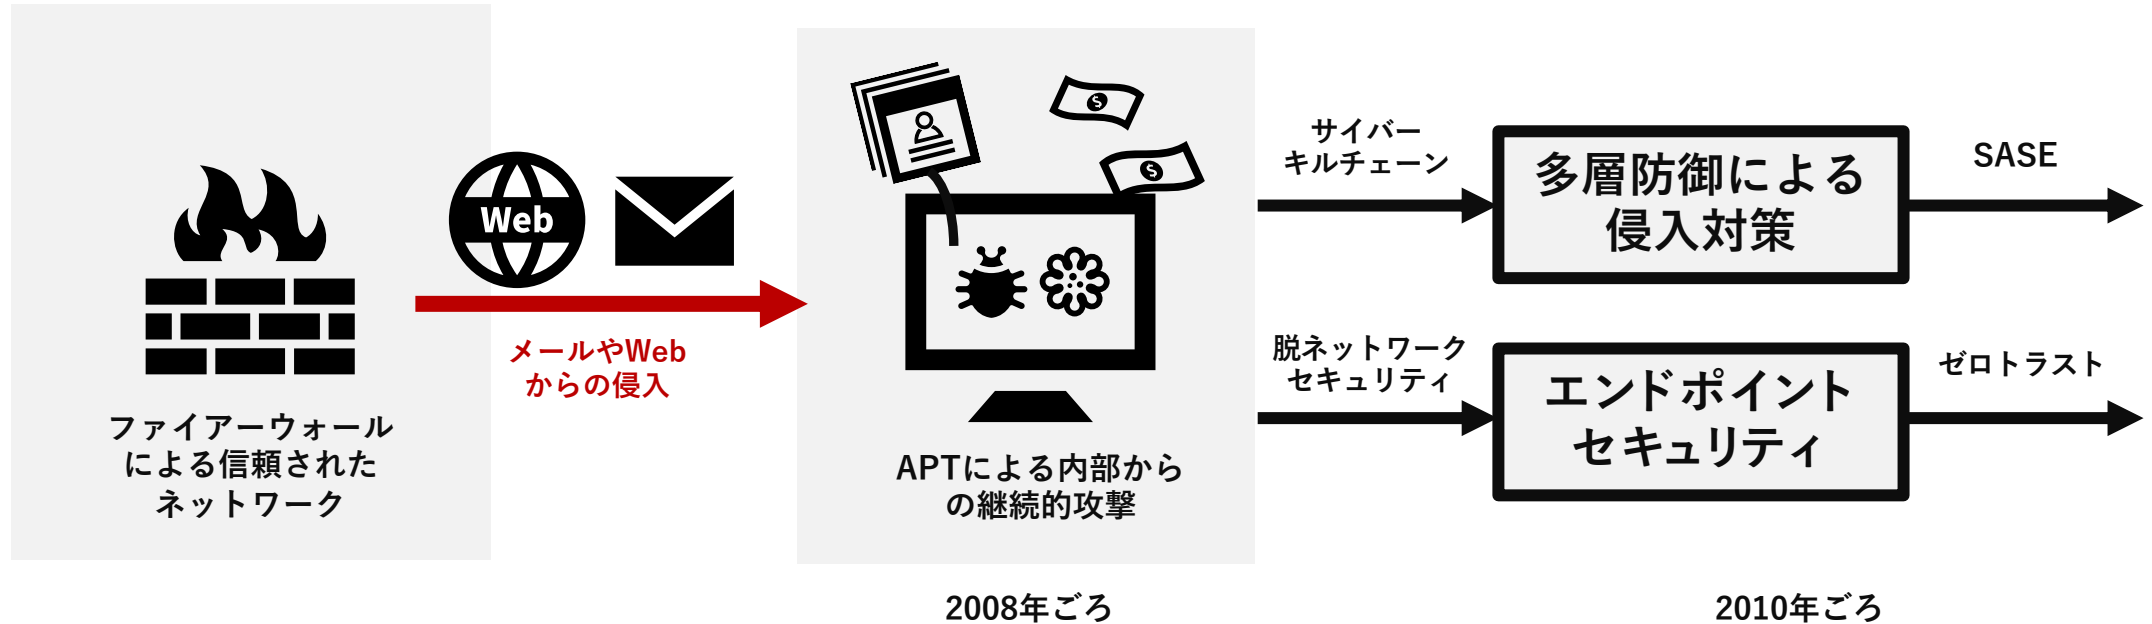 ファイアーウォール
による信頼された
ネットワーク
Web
メールやWeb
からの侵入
APTによる内部から
の継続的攻撃
2008年ごろ
サイバー
キルチェーン
多層防御による
侵入対策
SASE
脱ネットワーク
セキュリティ
エンドポイント
セキュリティ
ゼロトラスト
2010年ごろ